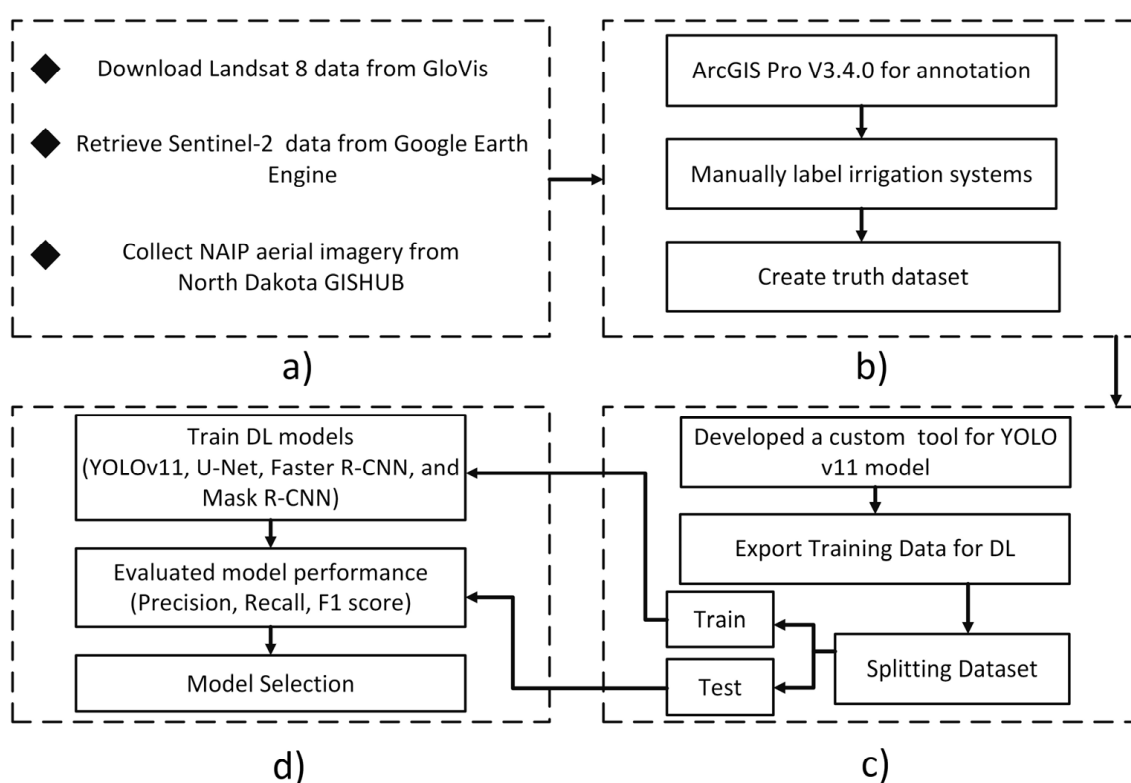 Download Landsat 8 data from GloVis
Retrieve Sentinel-2 data from Google Earth
Engine
Collect NAIP aerial imagery from
North Dakota GISHUB
a)
ArcGIS Pro V3.4.0 for annotation
Manually label irrigation systems
Create truth dataset
b)
Developed a custom tool for YOLO
v11 model
Export Training Data for DL
Splitting Dataset
Train
Test
c)
Train DL models
(YOLOv11, U-Net, Faster R-CNN, and
Mask R-CNN)
Evaluated model performance
(Precision, Recall, F1 score)
Model Selection
d)